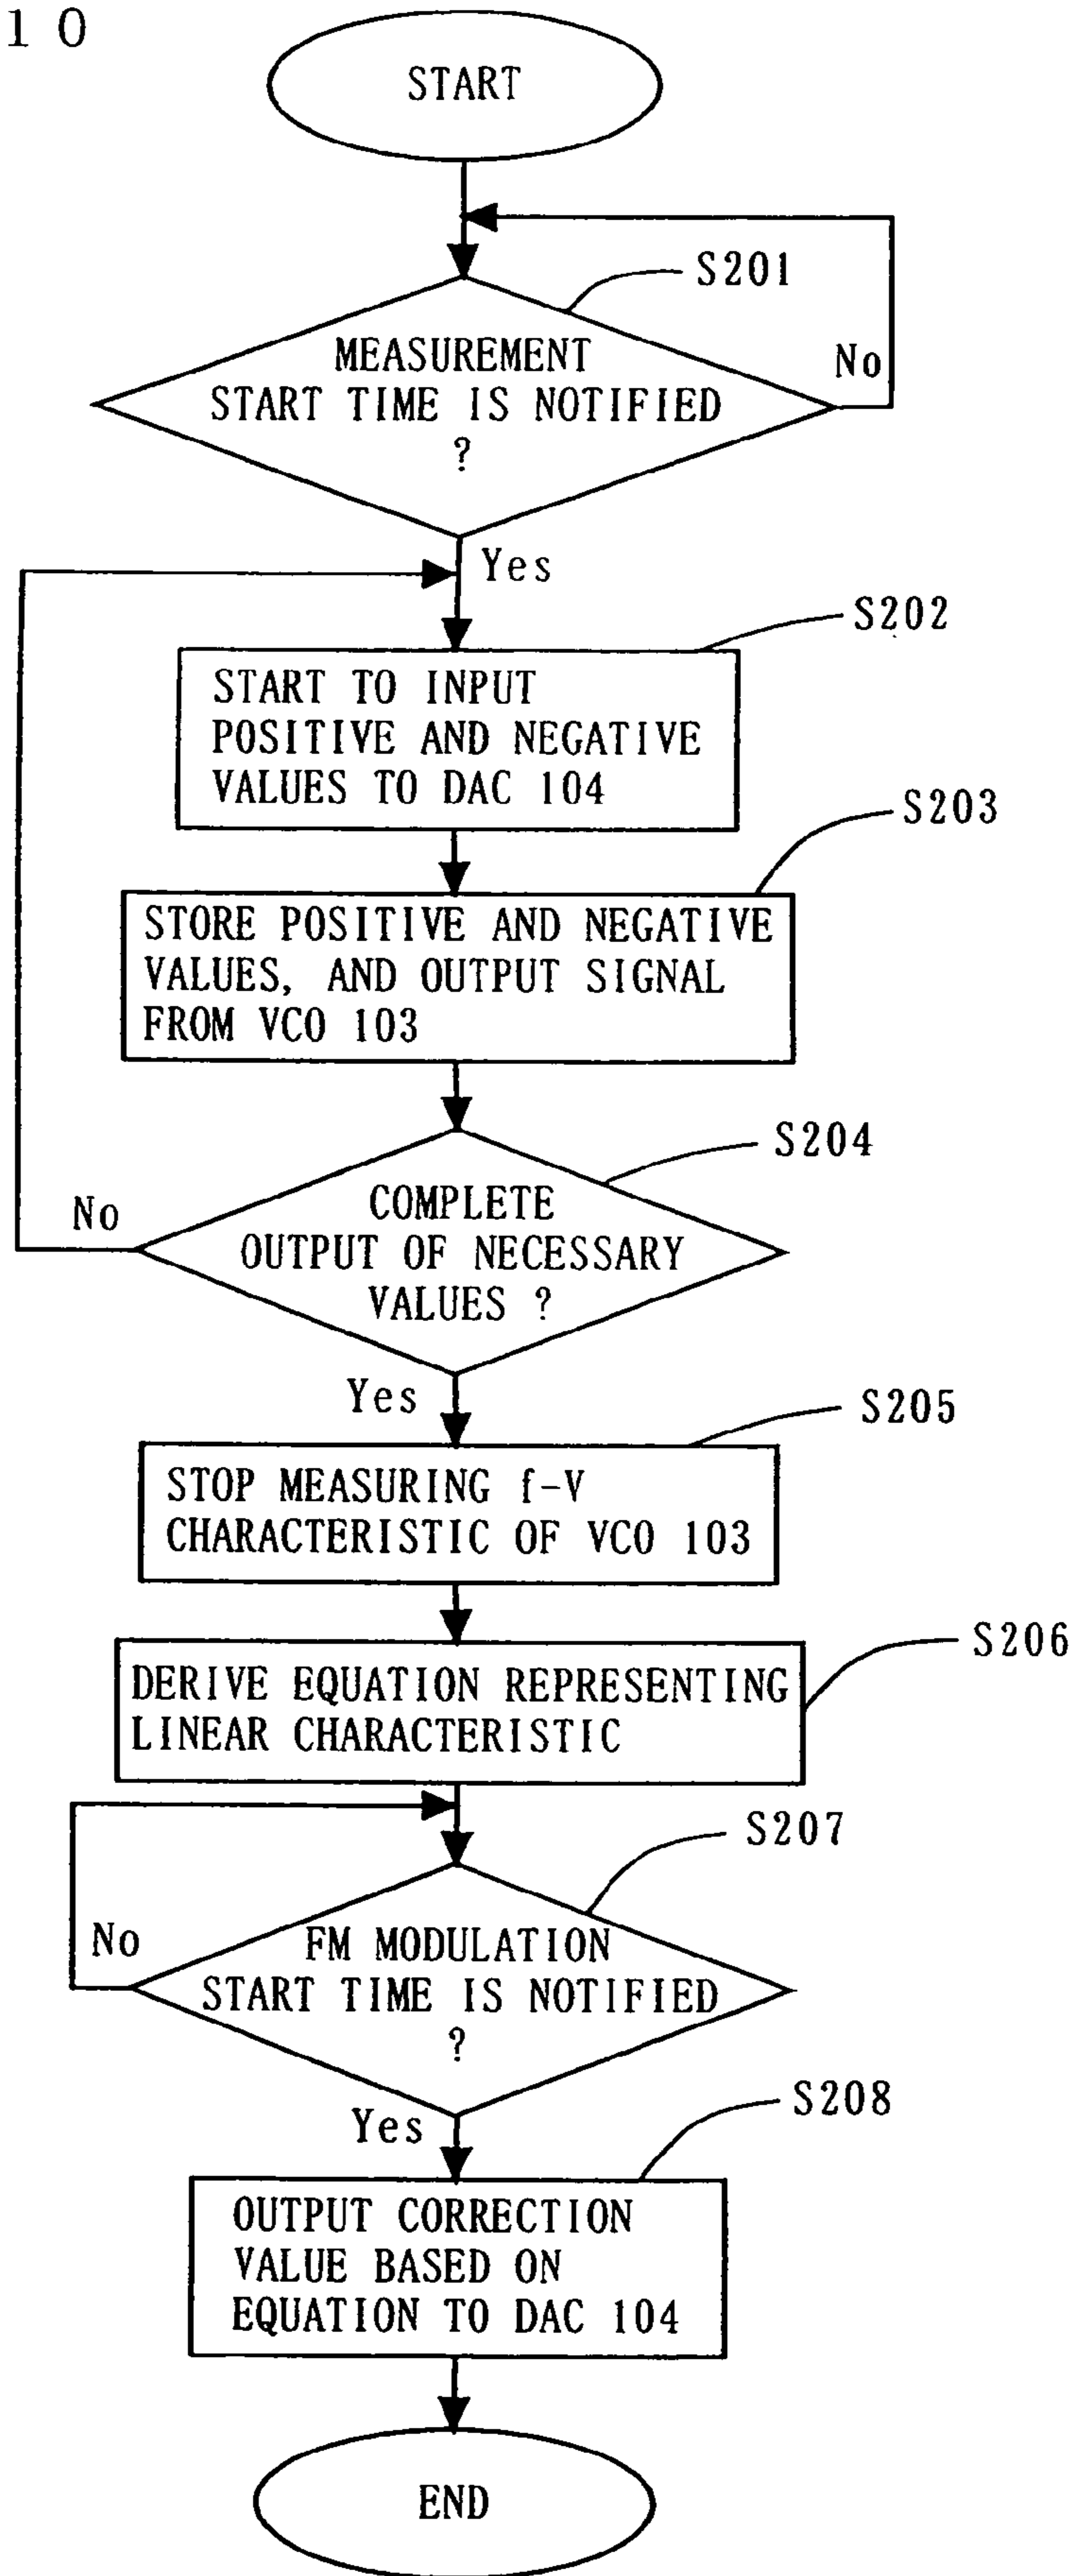 10
START
S201
MEASUREMENT
START TIME IS NOTIFIED
?
No
Yes
S202
START TO INPUT
POSITIVE AND NEGATIVE
VALUES TO DAC 104
S203
STORE POSITIVE AND NEGATIVE
VALUES, AND OUTPUT SIGNAL
FROM VCO 103
S204
COMPLETE
OUTPUT OF NECESSARY
VALUES ?
No
Yes
S205
STOP MEASURING f-V
CHARACTERISTIC OF VCO 103
S206
DERIVE EQUATION REPRESENTING
LINEAR CHARACTERISTIC
S207
FM MODULATION
START TIME IS NOTIFIED
?
No
Yes
S208
OUTPUT CORRECTION
VALUE BASED ON
EQUATION TO DAC 104
END